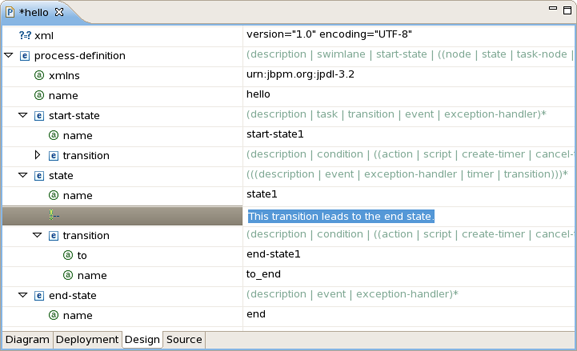 *hello
xml version="1.0" encoding="UTF-8"
process-definition (description | swimlane | start-state | ((node | state | task-node |
xmlns urn:jbpm.org:jpdl-3.2
name hello
start-state (description | task | transition | event | exception-handler)*
name start-state1
transition (description | condition | ((action | script | create-timer | cancel-
state (((description | event | exception-handler | timer | transition)))*
name state1
This transition leads to the end state.
transition (description | condition | ((action | script | create-timer | cancel-
to end-state1
name to_end
end-state (description | event | exception-handler)*
name end
Diagram Deployment Design Source